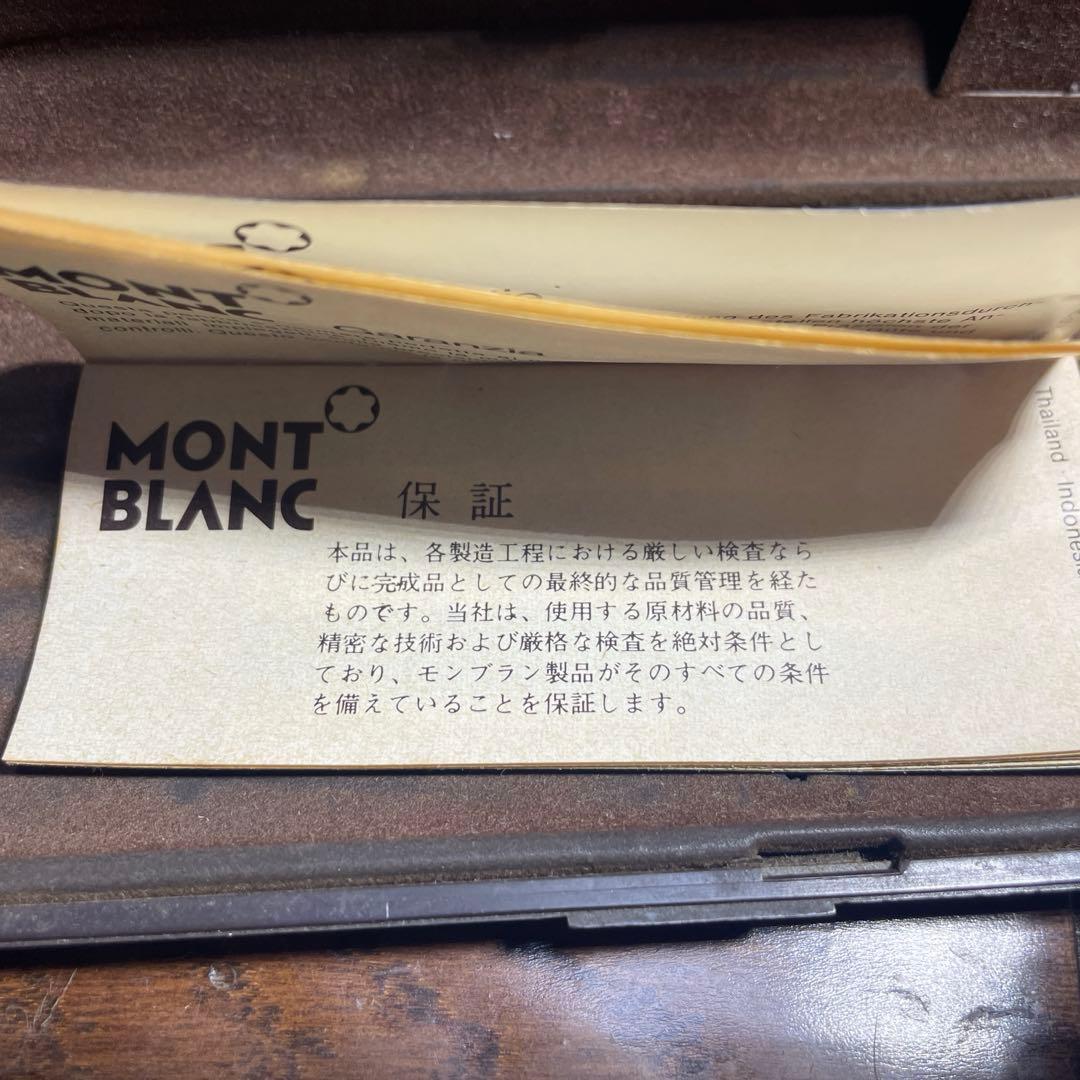 MONT
BLANC
Garanzia
controlli
des Fabrikationsdurch-
MONT
BLANC
保証
本品は、各製造工程における厳しい検査なら
びに完成品としての最終的な品質管理を経た
ものです。当社は、使用する原材料の品質、
精密な技術および厳格な検査を絶対条件とし
ており、モンブラン製品がそのすべての条件
を備えていることを保証します。
Thailand · Indonesia